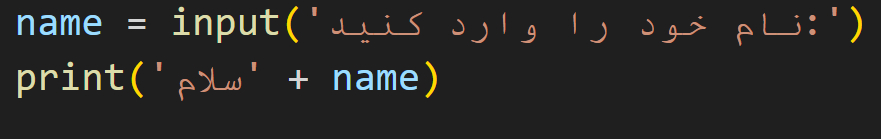 name = input('نام خود را وارد کنید:')
print('سلام' + name)